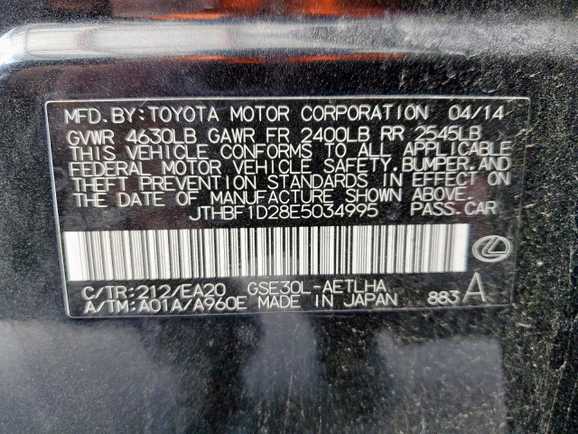 MFD. BY: TOYOTA MOTOR CORPORATION 04/14
GVWR 4630LB GAWR FR 2400LB RR 2545LB
THIS VEHICLE CONFORMS TO ALL APPLICABLE
FEDERAL MOTOR VEHICLE SAFETY, BUMPER, AND
THEFT PREVENTION STANDARDS IN EFFECT ON
THE DATE OF MANUFACTURE SHOWN ABOVE.
JTHBF1D28E5034995 PASS. CAR
C/TR: 212/EA20 GSE30L-AETLHA
A/TM: A01A/A960E MADE IN JAPAN 883 A